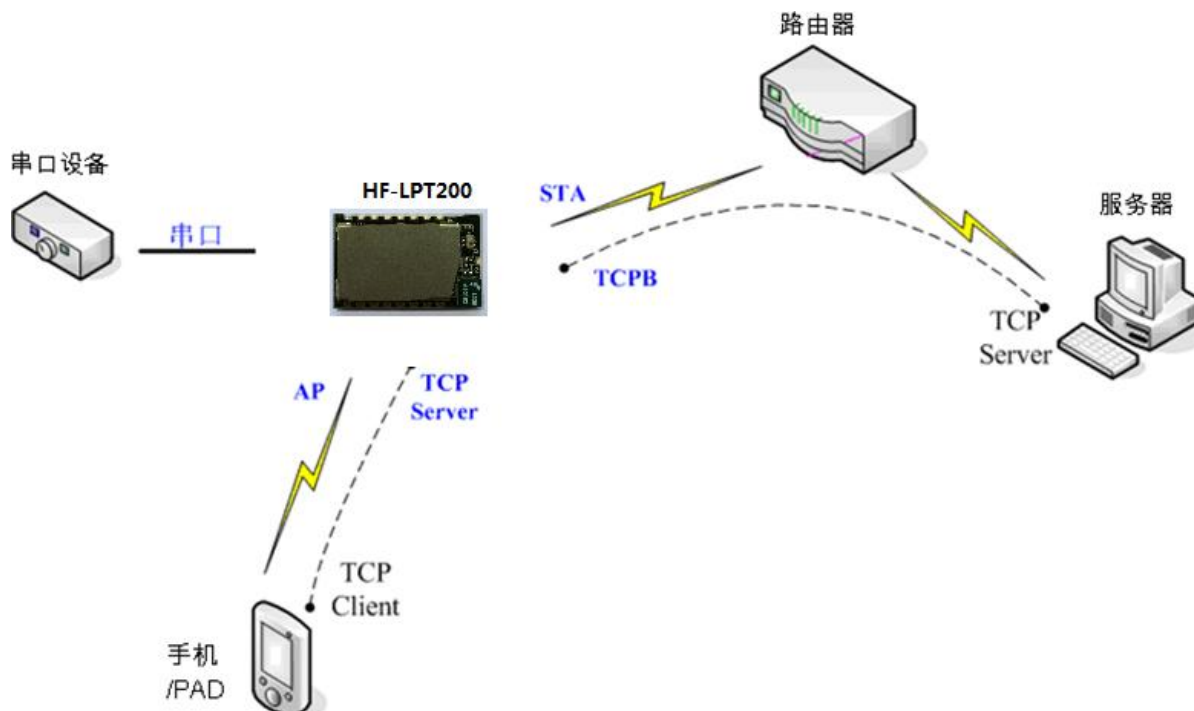 路由器
串口设备
HF-LPT200
STA
服务器
串口
TCPB
TCP
Server
AP
TCP
Server
TCP
Client
手机
/PAD